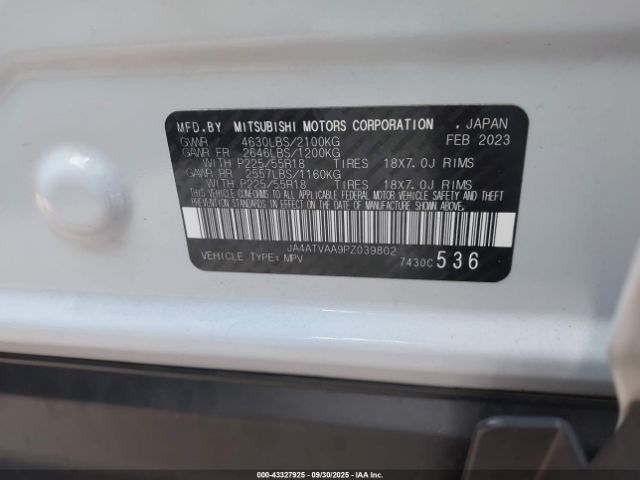 MFD.BY MITSUBISHI MOTORS CORPORATION , JAPAN
GVWR 4630LBS/2100KG FEB 2023
GAWR FR 2646LBS/1200KG
WITH P225/55R18 TIRES 18X7.0J RIMS
GAWR RR 2557LBS/1160KG
WITH P225/55R18 TIRES 18X7.0J RIMS
THIS VEHICLE CONFORMS TO ALL APPLICABLE FEDERAL MOTOR VEHICLE SAFETY AND THEFT
PREVENTION STANDARDS IN EFFECT ON THE DATE OF MANUFACTURE SHOWN ABOVE.
JA4ATVAA9PZ039802
VEHICLE TYPE: MPV 7430C 536
000-43327925 - 09/30/2025 - COPYRIGHT IAA, LLC.